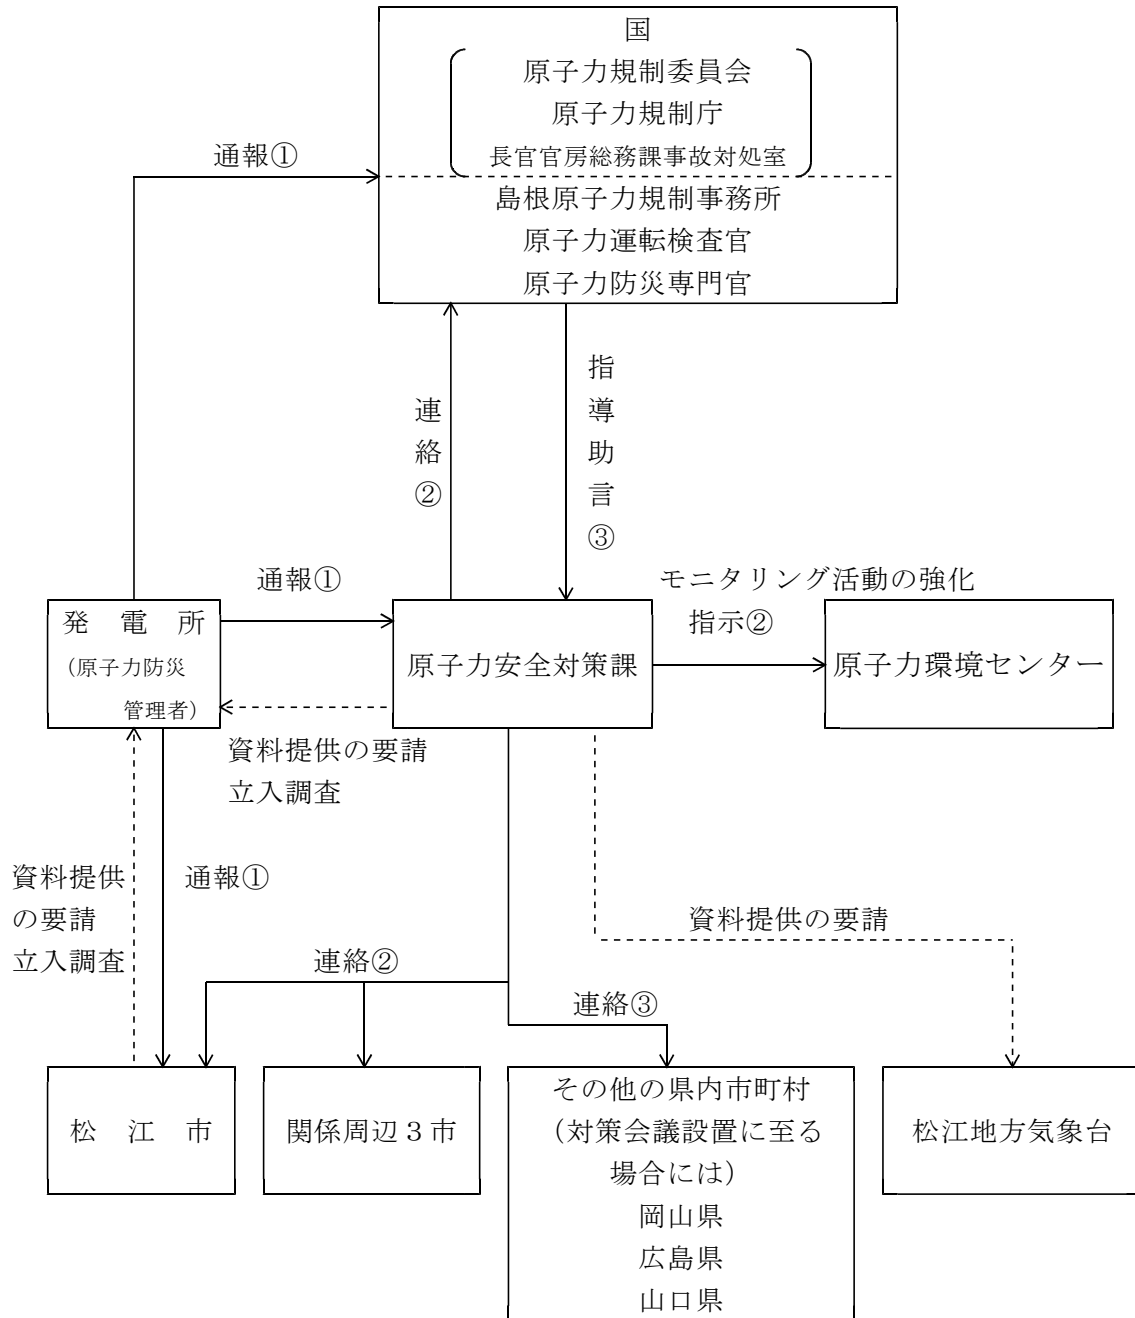 国
原子力規制委員会
原子力規制庁
長官官房総務課事故対処室
通報①
島根原子力規制事務所
原子力運転検査官
原子力防災専門官
連絡②
指導助言③
通報①
モニタリング活動の強化
指示②
発　電　所
(原子力防災
管理者)
原子力安全対策課
原子力環境センター
資料提供の要請
立入調査
資料提供
の要請
立入調査
通報①
資料提供の要請
連絡②
連絡③
松　江　市
関係周辺３市
その他の県内市町村
(対策会議設置に至る
場合には)
岡山県
広島県
山口県
松江地方気象台